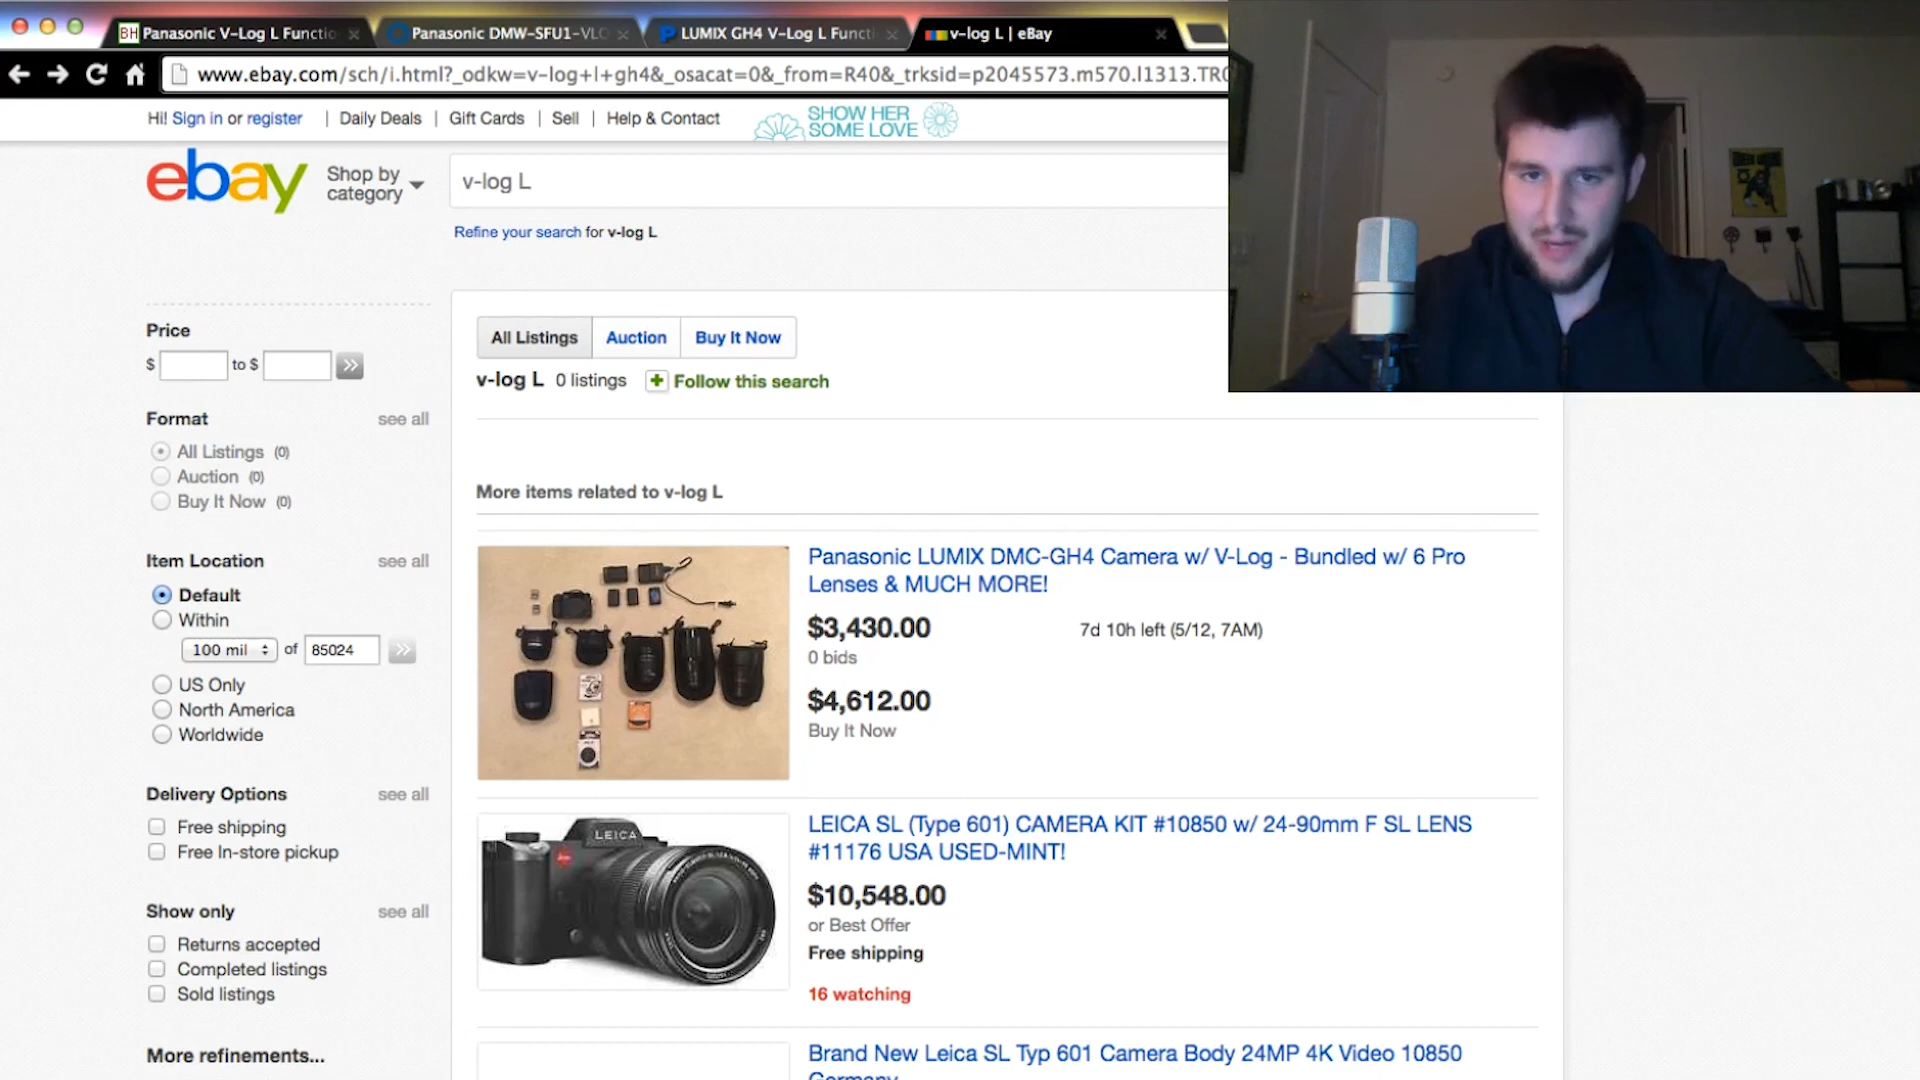 BH Panasonic V-Log L Functio
Panasonic DMW-SFU1-VLO
LUMIX GH4 V-Log L Functi
v-log L | eBay
www.ebay.com/sch/i.html?_odkw=v-log+l+gh4&_osacat=0&_from=R40&_trksid=p2045573.m570.l1313.TR0
Hi! Sign in or register | Daily Deals | Gift Cards | Sell | Help & Contact
SHOW HER
SOME LOVE
ebay
Shop by
category
v-log L
Refine your search for v-log L
Price
$ to $
Format see all
All Listings (0)
Auction (0)
Buy It Now (0)
Item Location see all
Default
Within
100 mil of 85024
US Only
North America
Worldwide
Delivery Options see all
Free shipping
Free In-store pickup
Show only see all
Returns accepted
Completed listings
Sold listings
More refinements...
All Listings Auction Buy It Now
v-log L 0 listings + Follow this search
More items related to v-log L
Panasonic LUMIX DMC-GH4 Camera w/ V-Log - Bundled w/ 6 Pro
Lenses & MUCH MORE!
$3,430.00 7d 10h left (5/12, 7AM)
0 bids
$4,612.00
Buy It Now
LEICA
LEICA SL (Type 601) CAMERA KIT #10850 w/ 24-90mm F SL LENS
#11176 USA USED-MINT!
$10,548.00
or Best Offer
Free shipping
16 watching
Brand New Leica SL Typ 601 Camera Body 24MP 4K Video 10850
Germany